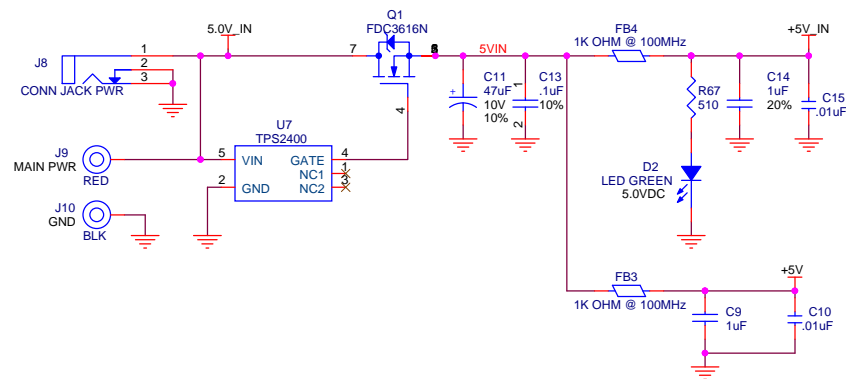 J8
CONN JACK PWR
1
2
3
5.0V_IN
Q1
FDC3616N
7
4
5VIN
FB4
1K OHM @ 100MHz
+5V_IN
C11
47uF
10V
10%
1
C13
.1uF
10%
2
R67
510
C14
1uF
20%
C15
.01uF
D2
LED GREEN
5.0VDC
U7
TPS2400
5
VIN
GATE
4
NC1
1
2
GND
NC2
3
J9
MAIN PWR
RED
J10
GND
BLK
FB3
1K OHM @ 100MHz
+5V
C9
1uF
C10
.01uF